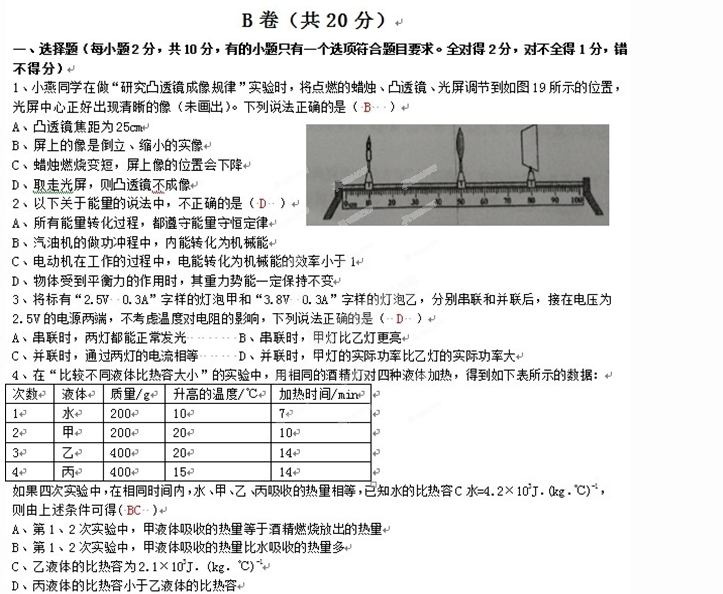 B 卷（共 20 分）
一、选择题（每小题 2 分，共 10 分，有的小题只有一个选项符合题目要求。全对得 2 分，对不全得 1 分，错
不得分）
1、小燕同学在做“研究凸透镜成像规律”实验时，将点燃的蜡烛、凸透镜、光屏调节到如图 19 所示的位置，
光屏中心正好出现清晰的像（未画出）。下列说法正确的是（ B ）
A、凸透镜焦距为 25cm
B、屏上的像是倒立、缩小的实像
C、蜡烛燃烧变短，屏上像的位置会下降
D、取走光屏，则凸透镜不成像
2、以下关于能量的说法中，不正确的是（ D ）
A、所有能量转化过程，都遵守能量守恒定律
B、汽油机的做功冲程中，内能转化为机械能
C、电动机在工作的过程中，电能转化为机械能的效率小于 1
D、物体受到平衡力的作用时，其重力势能一定保持不变
0cm 10 20 30 40 50 60 70 80 90 100
3、将标有“2.5V 0.3A”字样的灯泡甲和“3.8V 0.3A”字样的灯泡乙，分别串联和并联后，接在电压为
2.5V 的电源两端，不考虑温度对电阻的影响，下列说法正确的是（ D ）
A、串联时，两灯都能正常发光 B、串联时，甲灯比乙灯更亮
C、并联时，通过两灯的电流相等 D、并联时，甲灯的实际功率比乙灯的实际功率大
4、在“比较不同液体比热容大小”的实验中，用相同的酒精灯对四种液体加热，得到如下表所示的数据：
次数 液体 质量/g 升高的温度/℃ 加热时间/min
1 水 200 10 7
2 甲 200 20 10
3 乙 400 20 14
4 丙 400 15 14
如果四次实验中，在相同时间内，水、甲、乙、丙吸收的热量相等，已知水的比热容 C 水=4.2×10³J.(kg.℃)⁻¹，
则由上述条件可得( BC )
A、第 1、2 次实验中，甲液体吸收的热量等于酒精燃烧放出的热量
B、第 1、2 次实验中，甲液体吸收的热量比水吸收的热量多
C、乙液体的比热容为 2.1×10³J.(kg.℃)⁻¹
D、丙液体的比热容小于乙液体的比热容